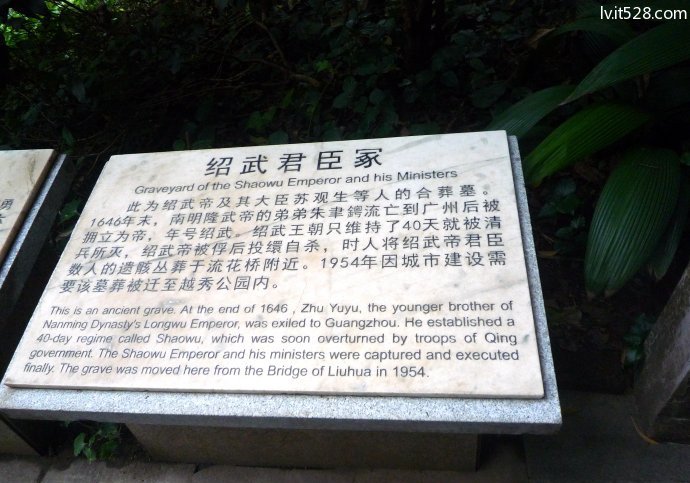 lvit528.com
绍武君臣冢
Graveyard of the Shaowu Emperor and his Ministers
此为绍武帝及其大臣苏观生等人的合葬墓。
1646年末，南明隆武帝的弟弟朱聿鐭流亡到广州后被
拥立为帝，年号绍武。绍武王朝只维持了40天就被清
兵所灭，绍武帝被俘后投環自杀，时人将绍武帝君臣
数人的遗骸丛葬于流花桥附近。1954年因城市建设需
要该墓葬被迁至越秀公园内。
This is an ancient grave. At the end of 1646 , Zhu Yuyu, the younger brother of
Nanming Dynasty's Longwu Emperor, was exiled to Guangzhou. He established a
40-day regime called Shaowu, which was soon overturned by troops of Qing
government. The Shaowu Emperor and his ministers were captured and executed
finally. The grave was moved here from the Bridge of Liuhua in 1954.